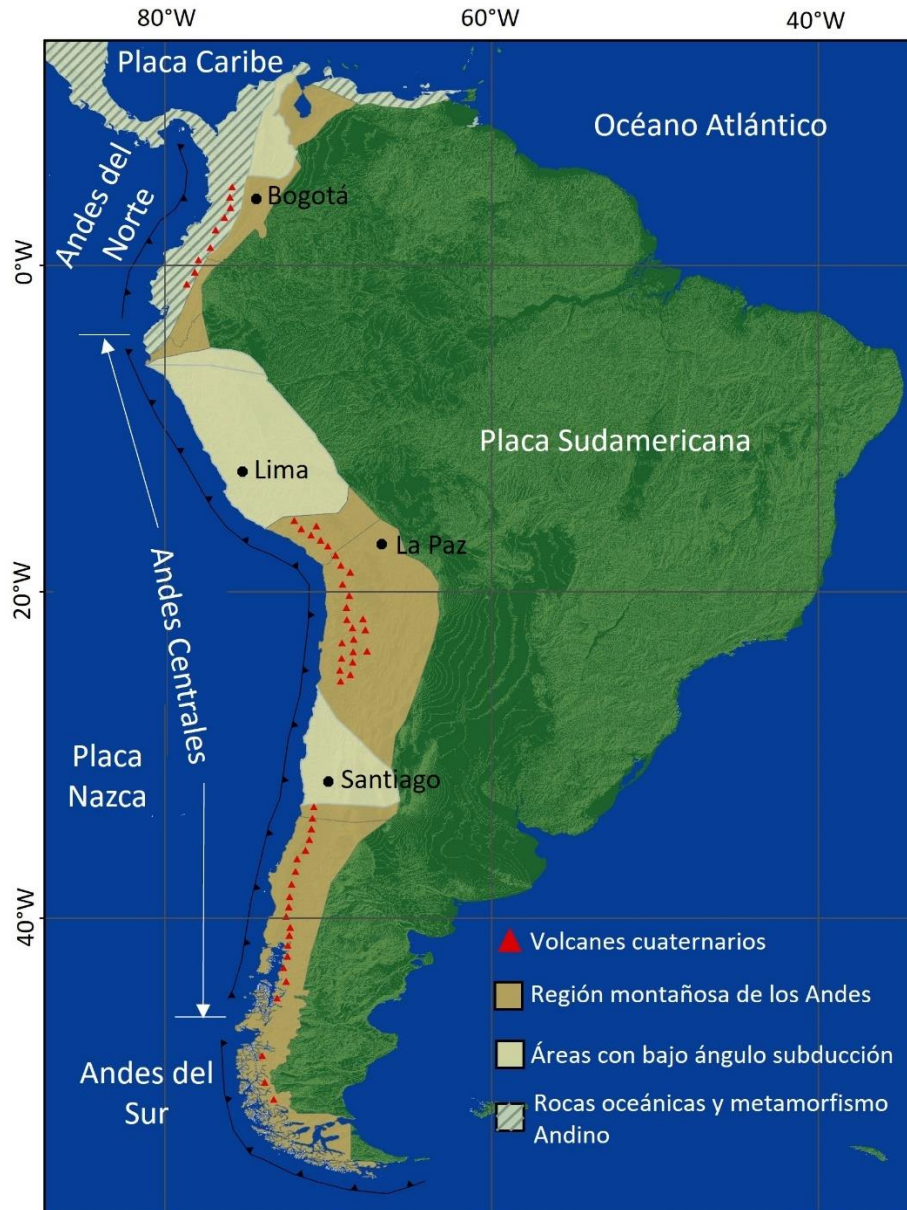 80°W
60°W
40°W
Placa Caribe
Océano Atlántico
Andes del
Norte
Bogotá
0°W
Placa Sudamericana
Lima
La Paz
20°W
Andes Centrales
Placa
Nazca
Santiago
40°W
Volcanes cuaternarios
Región montañosa de los Andes
Áreas con bajo ángulo subducción
Rocas oceánicas y metamorfismo
Andino
Andes del
Sur